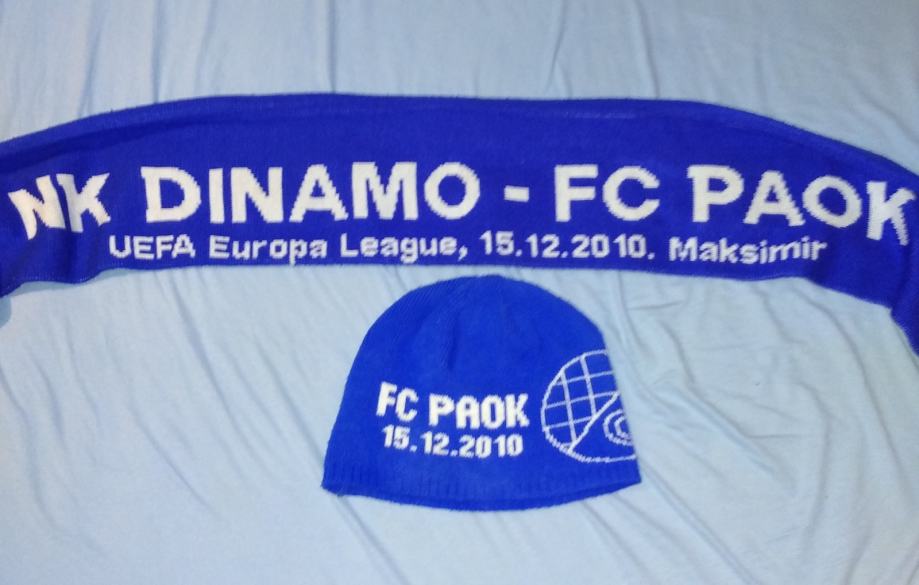 NK DINAMO - FC PAOK
UEFA Europa League, 15.12.2010. Maksimir
FC PAOK
15.12.2010